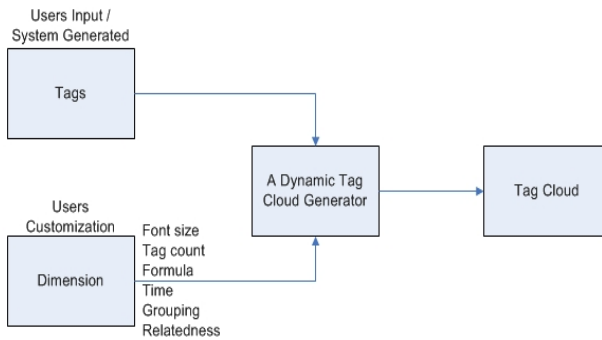 Users Input /
System Generated
Tags
A Dynamic Tag
Cloud Generator
Tag Cloud
Users
Customization
Dimension
Font size
Tag count
Formula
Time
Grouping
Relatedness